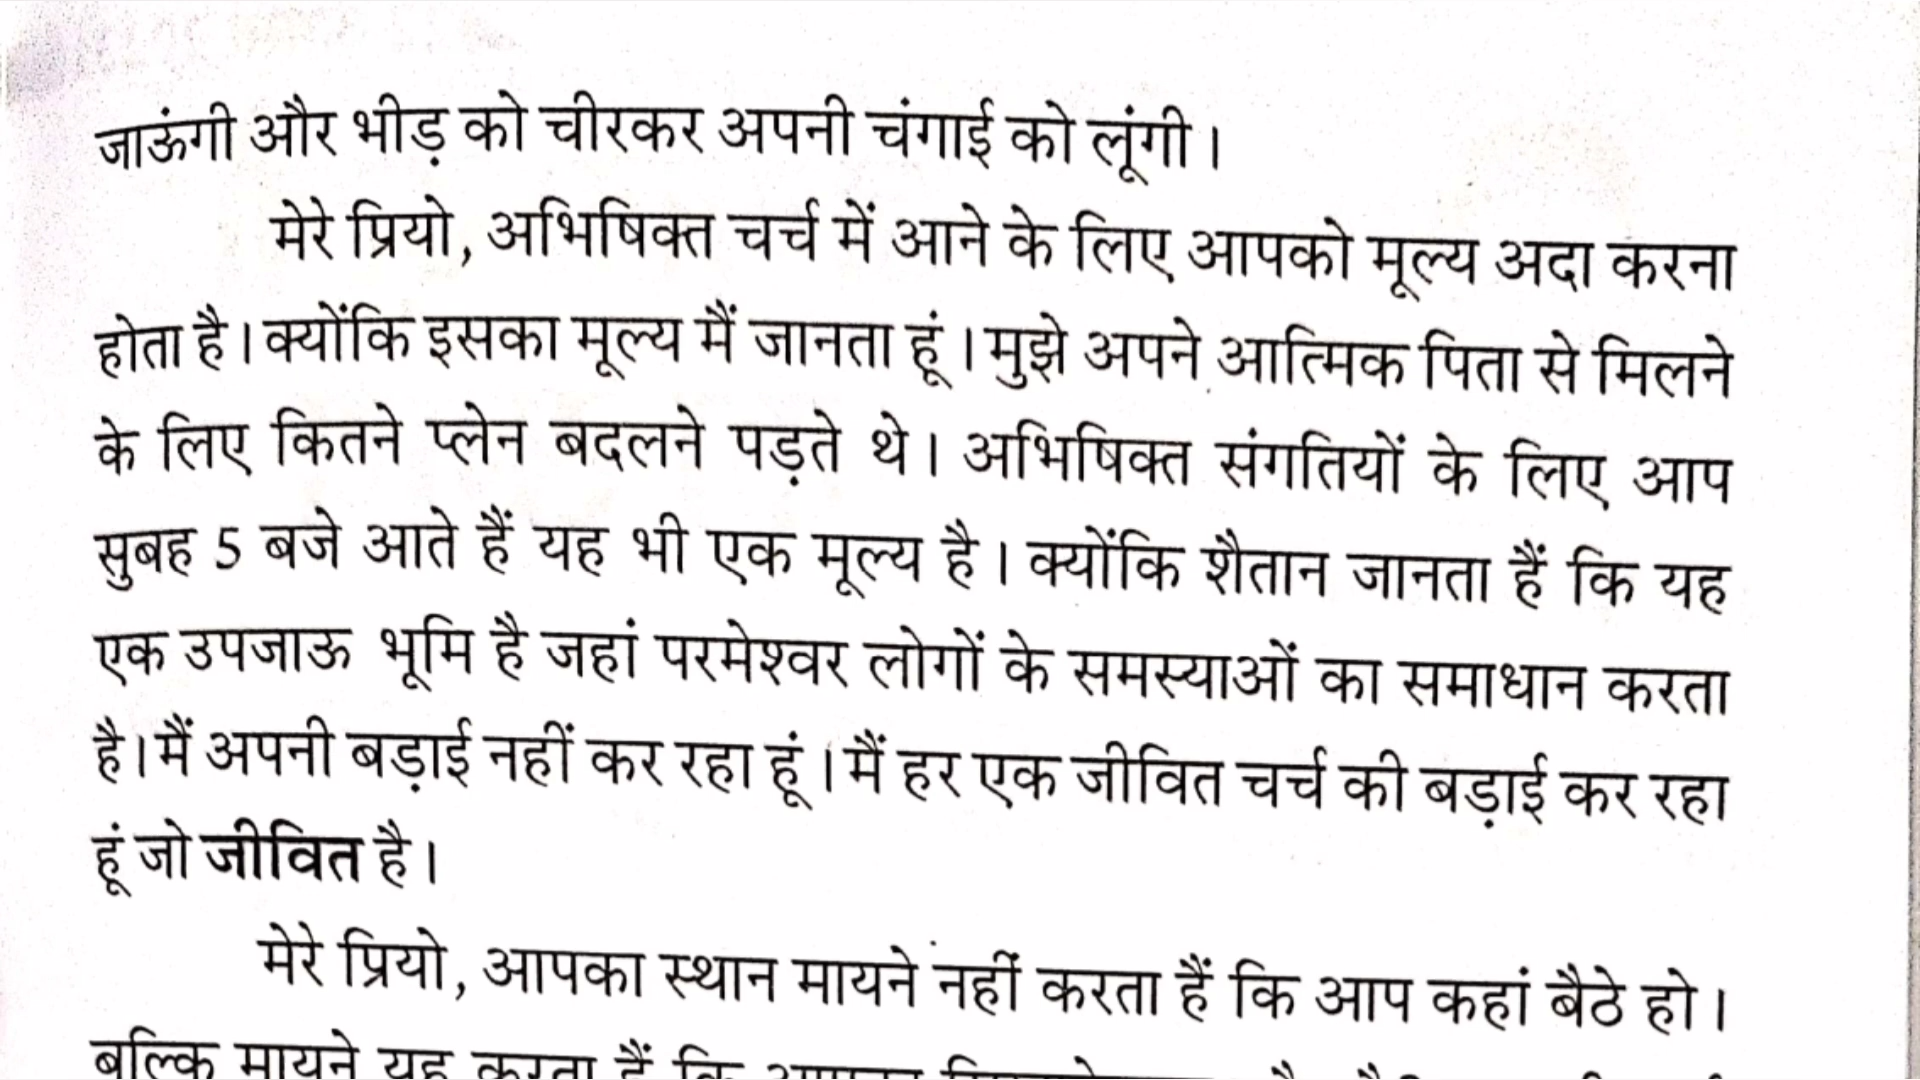 जाऊंगी और भीड़ को चीरकर अपनी चंगाई को लूंगी।
मेरे प्रियो, अभिषिक्त चर्च में आने के लिए आपको मूल्य अदा करना
होता है। क्योंकि इसका मूल्य मैं जानता हूं। मुझे अपने आत्मिक पिता से मिलने
के लिए कितने प्लेन बदलने पड़ते थे। अभिषिक्त संगतियों के लिए आप
सुबह 5 बजे आते हैं यह भी एक मूल्य है। क्योंकि शैतान जानता हैं कि यह
एक उपजाऊ भूमि है जहां परमेश्वर लोगों के समस्याओं का समाधान करता
है। मैं अपनी बड़ाई नहीं कर रहा हूं। मैं हर एक जीवित चर्च की बड़ाई कर रहा
हूं जो जीवित है।
मेरे प्रियो, आपका स्थान मायने नहीं करता हैं कि आप कहां बैठे हो।
बल्कि मायने यह करता हैं कि